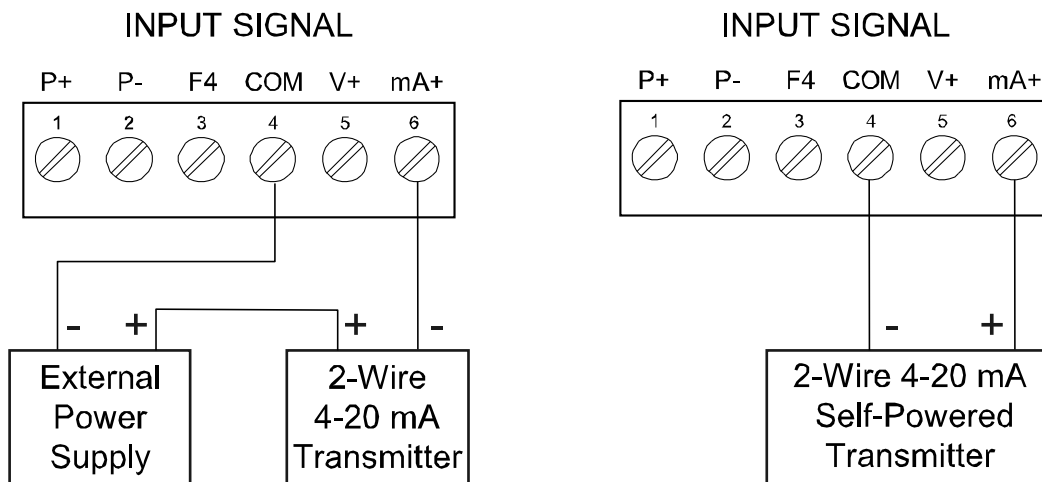 INPUT SIGNAL
P+ P- F4 COM V+ mA+
1 2 3 4 5 6
- + + -
External
Power
Supply
2-Wire
4-20 mA
Transmitter
INPUT SIGNAL
P+ P- F4 COM V+ mA+
1 2 3 4 5 6
- +
2-Wire 4-20 mA
Self-Powered
Transmitter